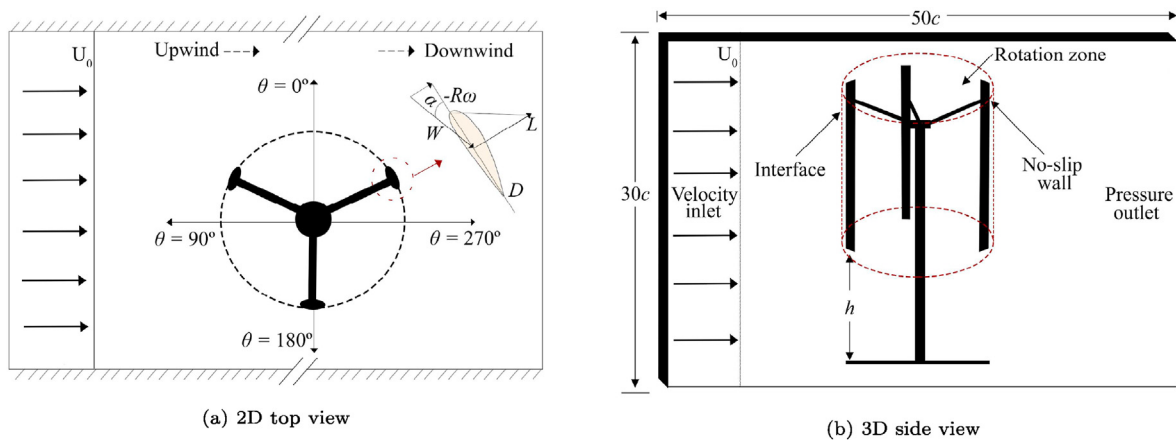 U₀
Upwind
Downwind
θ = 0º
α
-Rω
W
L
D
θ = 90º
θ = 270º
θ = 180º
(a) 2D top view
50c
U₀
Rotation zone
Interface
No-slip
wall
30c
Velocity
inlet
Pressure
outlet
h
(b) 3D side view